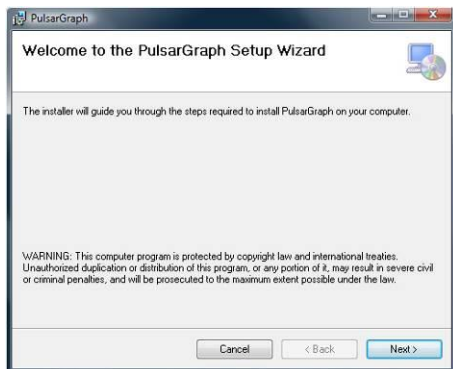 PulsarGraph
Welcome to the PulsarGraph Setup Wizard
The installer will guide you through the steps required to install PulsarGraph on your computer.
WARNING: This computer program is protected by copyright law and international treaties.
Unauthorized duplication or distribution of this program, or any portion of it, may result in severe civil
or criminal penalties, and will be prosecuted to the maximum extent possible under the law.
Cancel
< Back
Next >